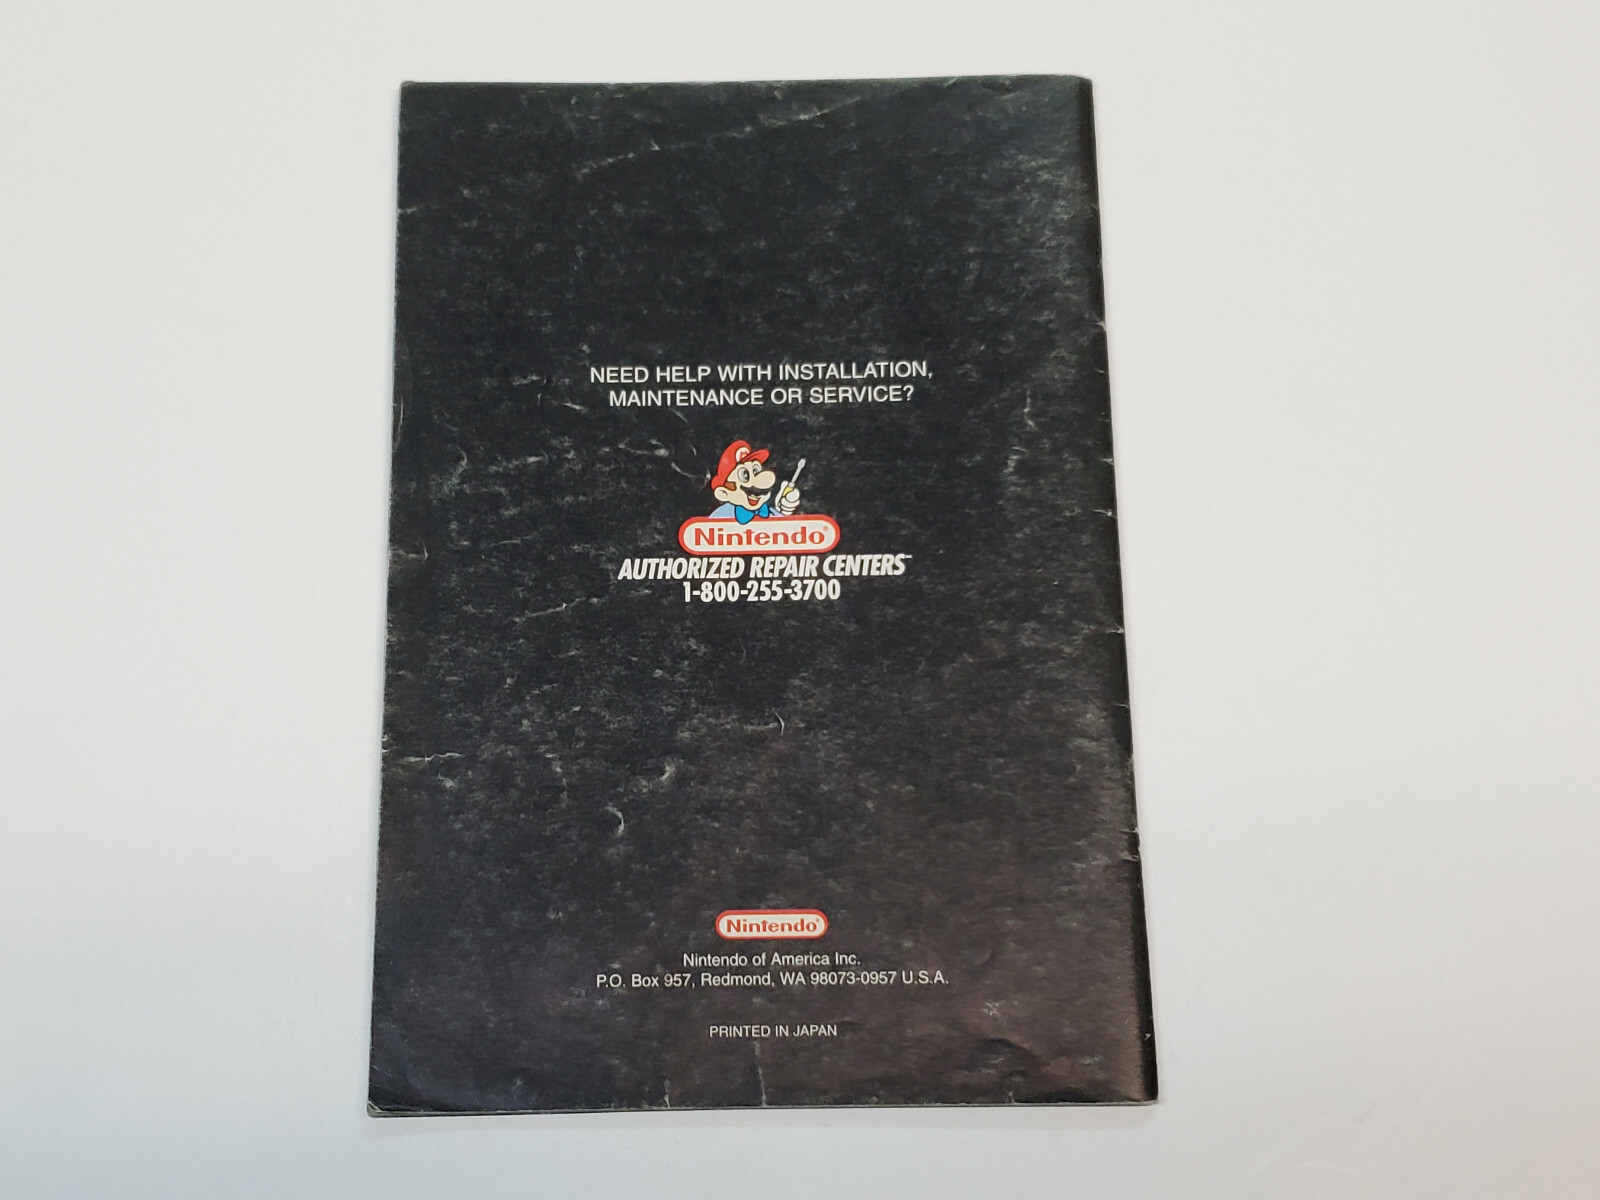 NEED HELP WITH INSTALLATION,
MAINTENANCE OR SERVICE?
Nintendo®
AUTHORIZED REPAIR CENTERS™
1-800-255-3700
Nintendo®
Nintendo of America Inc.
P.O. Box 957, Redmond, WA 98073-0957 U.S.A.
PRINTED IN JAPAN